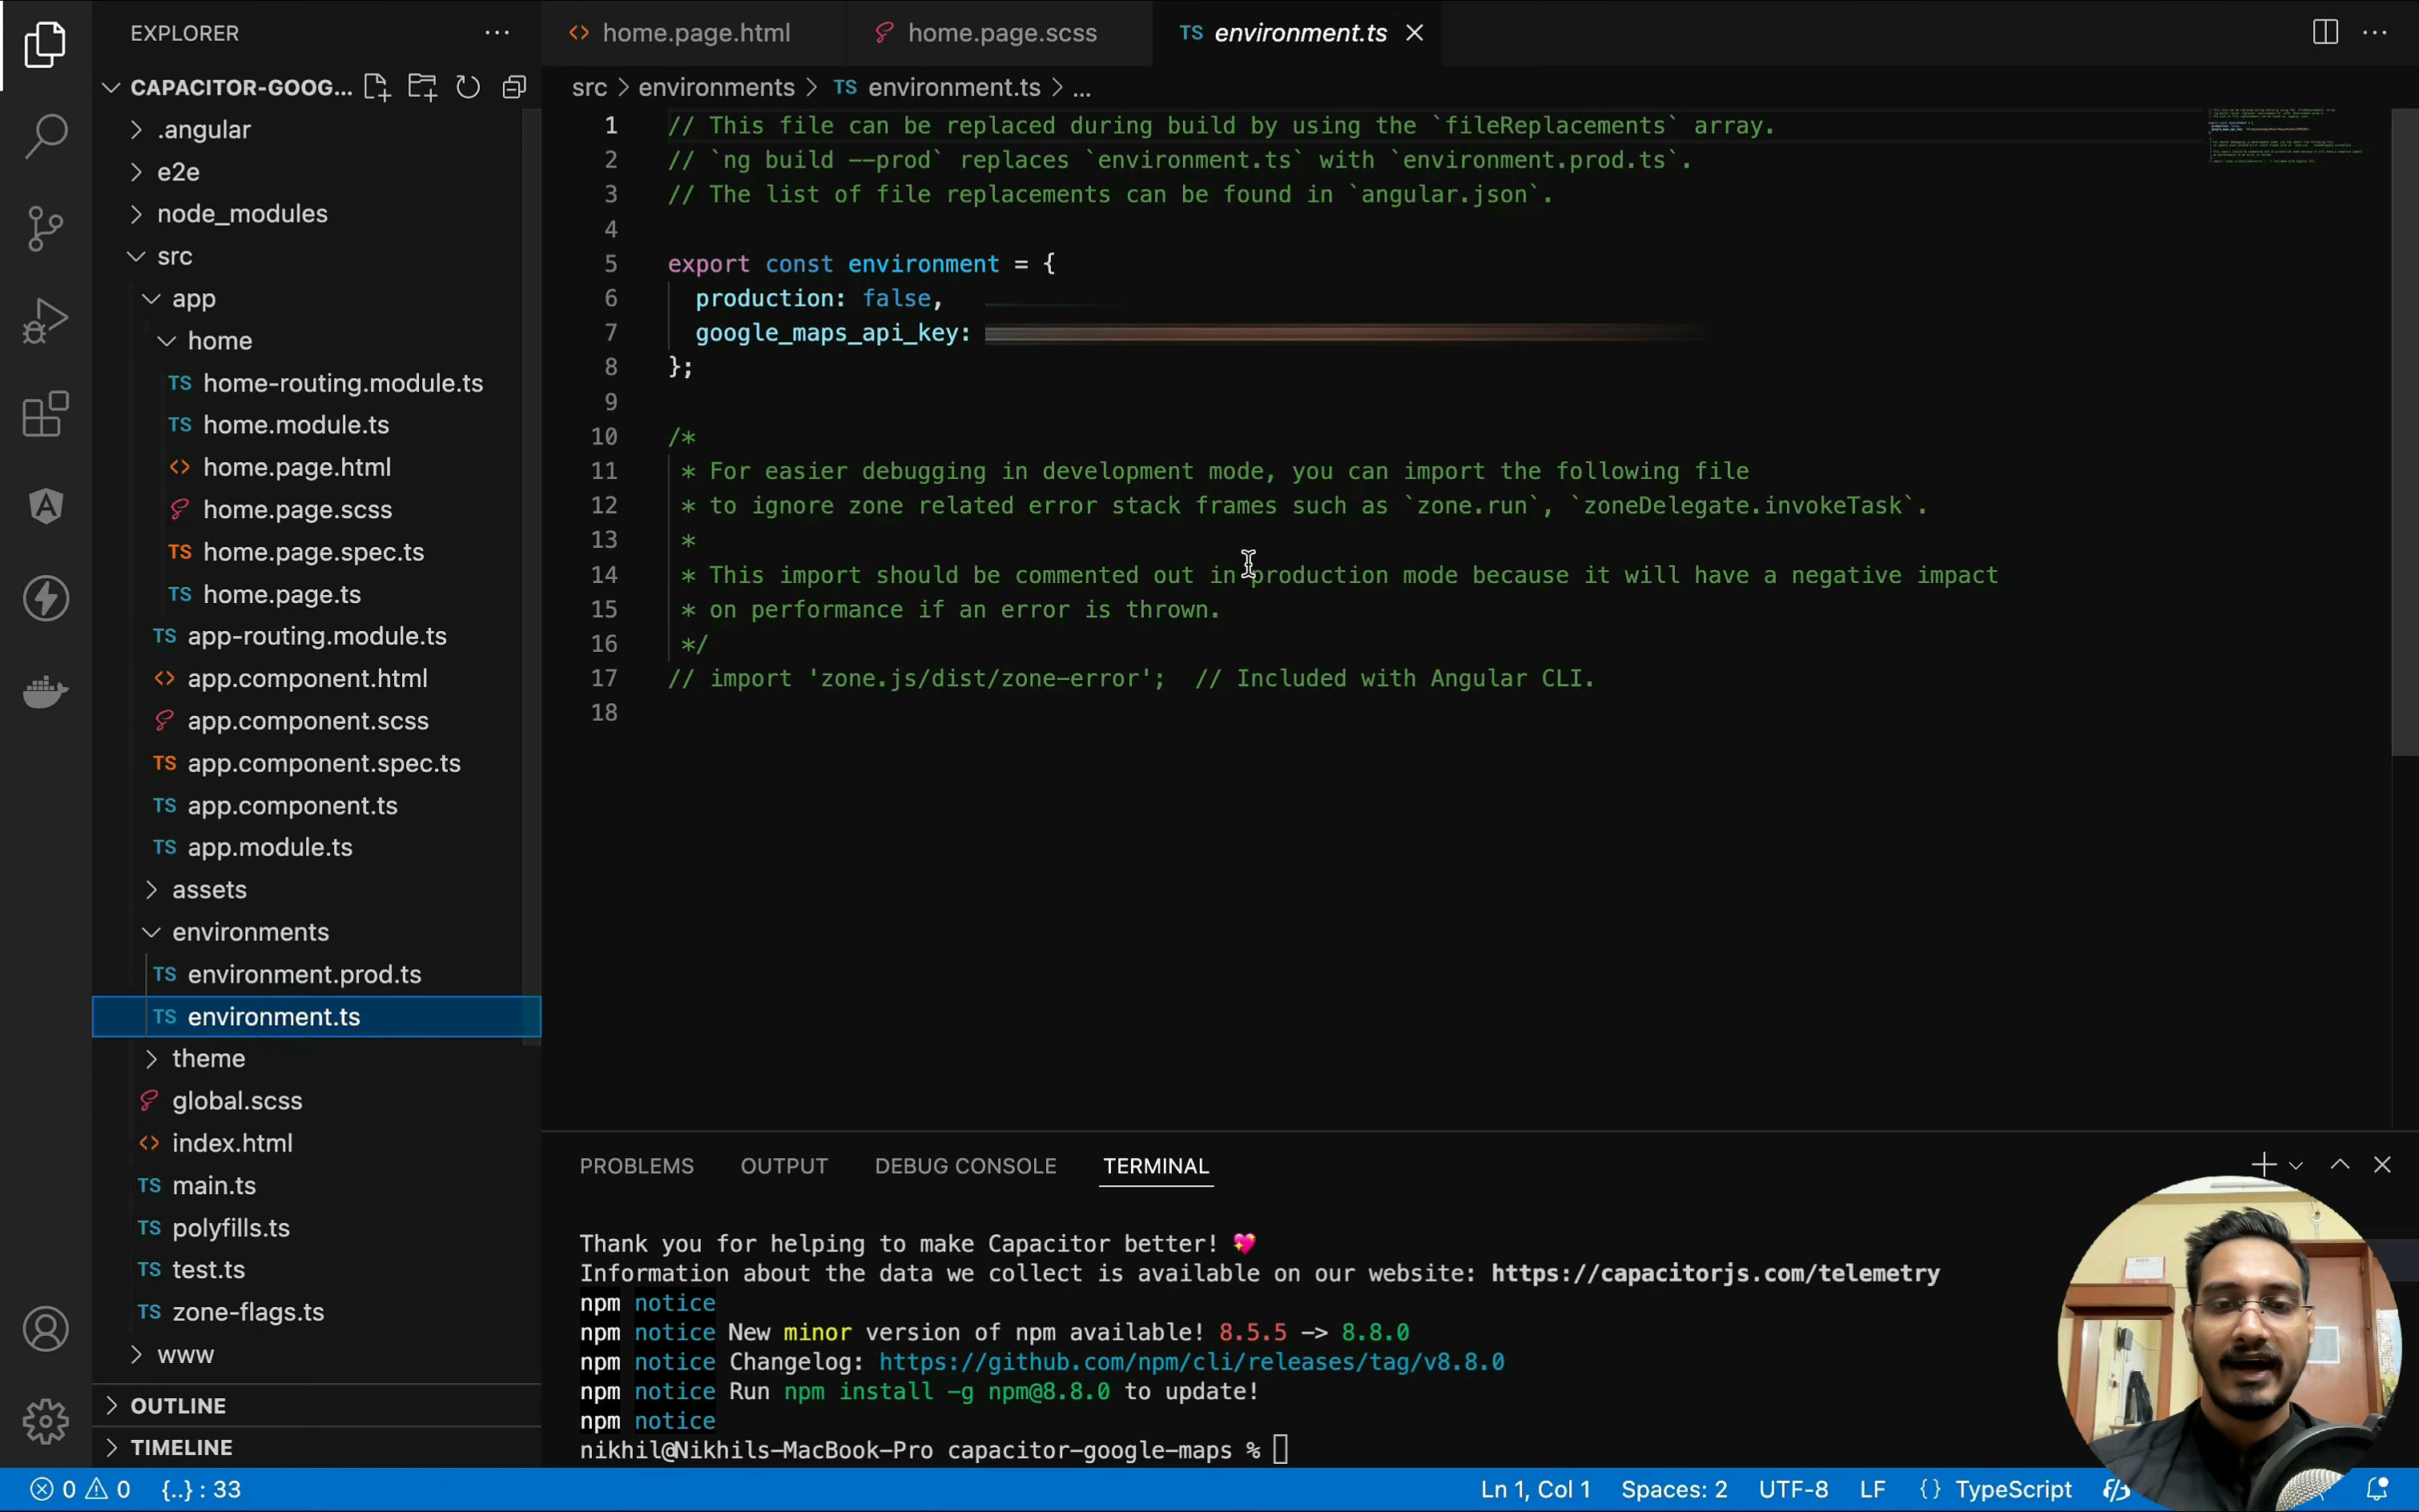 EXPLORER
CAPACITOR-GOOG...
.angular
e2e
node_modules
src
app
home
TS home-routing.module.ts
TS home.module.ts
<> home.page.html
home.page.scss
TS home.page.spec.ts
TS home.page.ts
TS app-routing.module.ts
<> app.component.html
app.component.scss
TS app.component.spec.ts
TS app.component.ts
TS app.module.ts
assets
environments
TS environment.prod.ts
TS environment.ts
theme
global.scss
<> index.html
TS main.ts
TS polyfills.ts
TS test.ts
TS zone-flags.ts
www
OUTLINE
TIMELINE
<> home.page.html home.page.scss TS environment.ts
src > environments > TS environment.ts > ...
1 // This file can be replaced during build by using the `fileReplacements` array.
2 // `ng build --prod` replaces `environment.ts` with `environment.prod.ts`.
3 // The list of file replacements can be found in `angular.json`.
4
5 export const environment = {
6 production: false,
7 google_maps_api_key:
8 };
9
10 /*
11 * For easier debugging in development mode, you can import the following file
12 * to ignore zone related error stack frames such as `zone.run`, `zoneDelegate.invokeTask`.
13 *
14 * This import should be commented out in production mode because it will have a negative impact
15 * on performance if an error is thrown.
16 */
17 // import 'zone.js/dist/zone-error';  // Included with Angular CLI.
18
PROBLEMS OUTPUT DEBUG CONSOLE TERMINAL
Thank you for helping to make Capacitor better! 💖
Information about the data we collect is available on our website: https://capacitorjs.com/telemetry
npm notice
npm notice New minor version of npm available! 8.5.5 -> 8.8.0
npm notice Changelog: https://github.com/npm/cli/releases/tag/v8.8.0
npm notice Run npm install -g npm@8.8.0 to update!
npm notice
nikhil@Nikhils-MacBook-Pro capacitor-google-maps %
0 0 {..} : 33 Ln 1, Col 1 Spaces: 2 UTF-8 LF {} TypeScript